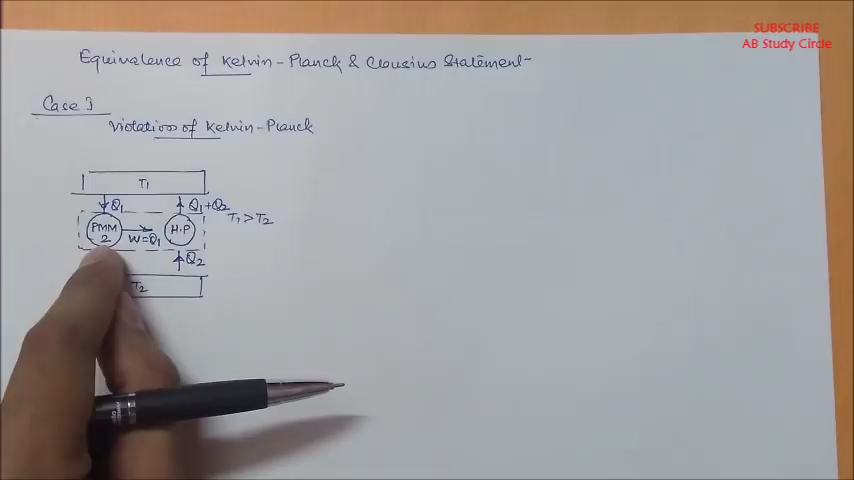 SUBSCRIBE
AB Study Circle
Equivalence of Kelvin-Planck & Clausius Statement-
Case I
Violation of Kelvin-Planck
T1
Q1
Q1+Q2
T1>T2
PMM
2
W=Q1
H.P
Q2
T2